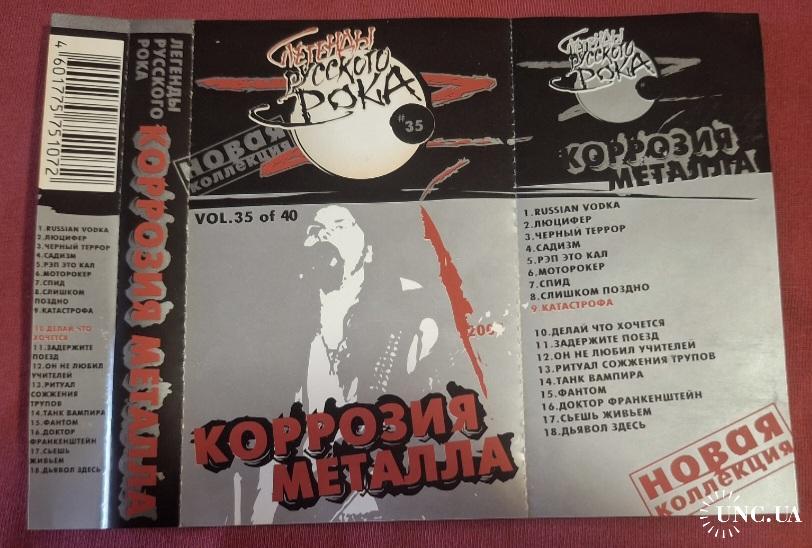 4601775751072
1.RUSSIAN VODKA
2.ЛЮЦИФЕР
3.ЧЕРНЫЙ ТЕРРОР
4.САДИЗМ
5.РЭП ЭТО КАЛ
6.МОТОРОКЕР
7.СПИД
8.СЛИШКОМ
ПОЗДНО
9.КАТАСТРОФА
10.ДЕЛАЙ ЧТО
ХОЧЕТСЯ
11.ЗАДЕРЖИТЕ
ПОЕЗД
12.ОН НЕ ЛЮБИЛ
УЧИТЕЛЕЙ
13.РИТУАЛ
СОЖЖЕНИЯ
ТРУПОВ
14.ТАНК ВАМПИРА
15.ФАНТОМ
16.ДОКТОР
ФРАНКЕНШТЕЙН
17.СЬЕШЬ
ЖИВЬЕМ
18.ДЬЯВОЛ ЗДЕСЬ
ЛЕГЕНДЫ
РУССКОГО
РОКА
КОРРОЗИЯ МЕТАЛЛА
ЛЕГЕНДЫ
РУССКОГО
РОКА
#35
НОВАЯ
КОЛЛЕКЦИЯ
VOL.35 of 40
200
КОРРОЗИЯ
МЕТАЛЛА
ЛЕГЕНДЫ
РУССКОГО
РОКА
КОРРОЗИЯ
МЕТАЛЛА
1.RUSSIAN VODKA
2.ЛЮЦИФЕР
3.ЧЕРНЫЙ ТЕРРОР
4.САДИЗМ
5.РЭП ЭТО КАЛ
6.МОТОРОКЕР
7.СПИД
8.СЛИШКОМ ПОЗДНО
9.КАТАСТРОФА
10.ДЕЛАЙ ЧТО ХОЧЕТСЯ
11.ЗАДЕРЖИТЕ ПОЕЗД
12.ОН НЕ ЛЮБИЛ УЧИТЕЛЕЙ
13.РИТУАЛ СОЖЖЕНИЯ ТРУПОВ
14.ТАНК ВАМПИРА
15.ФАНТОМ
16.ДОКТОР ФРАНКЕНШТЕЙН
17.СЬЕШЬ ЖИВЬЕМ
18.ДЬЯВОЛ ЗДЕСЬ
НОВАЯ
КОЛЛЕКЦИЯ
UNC.UA